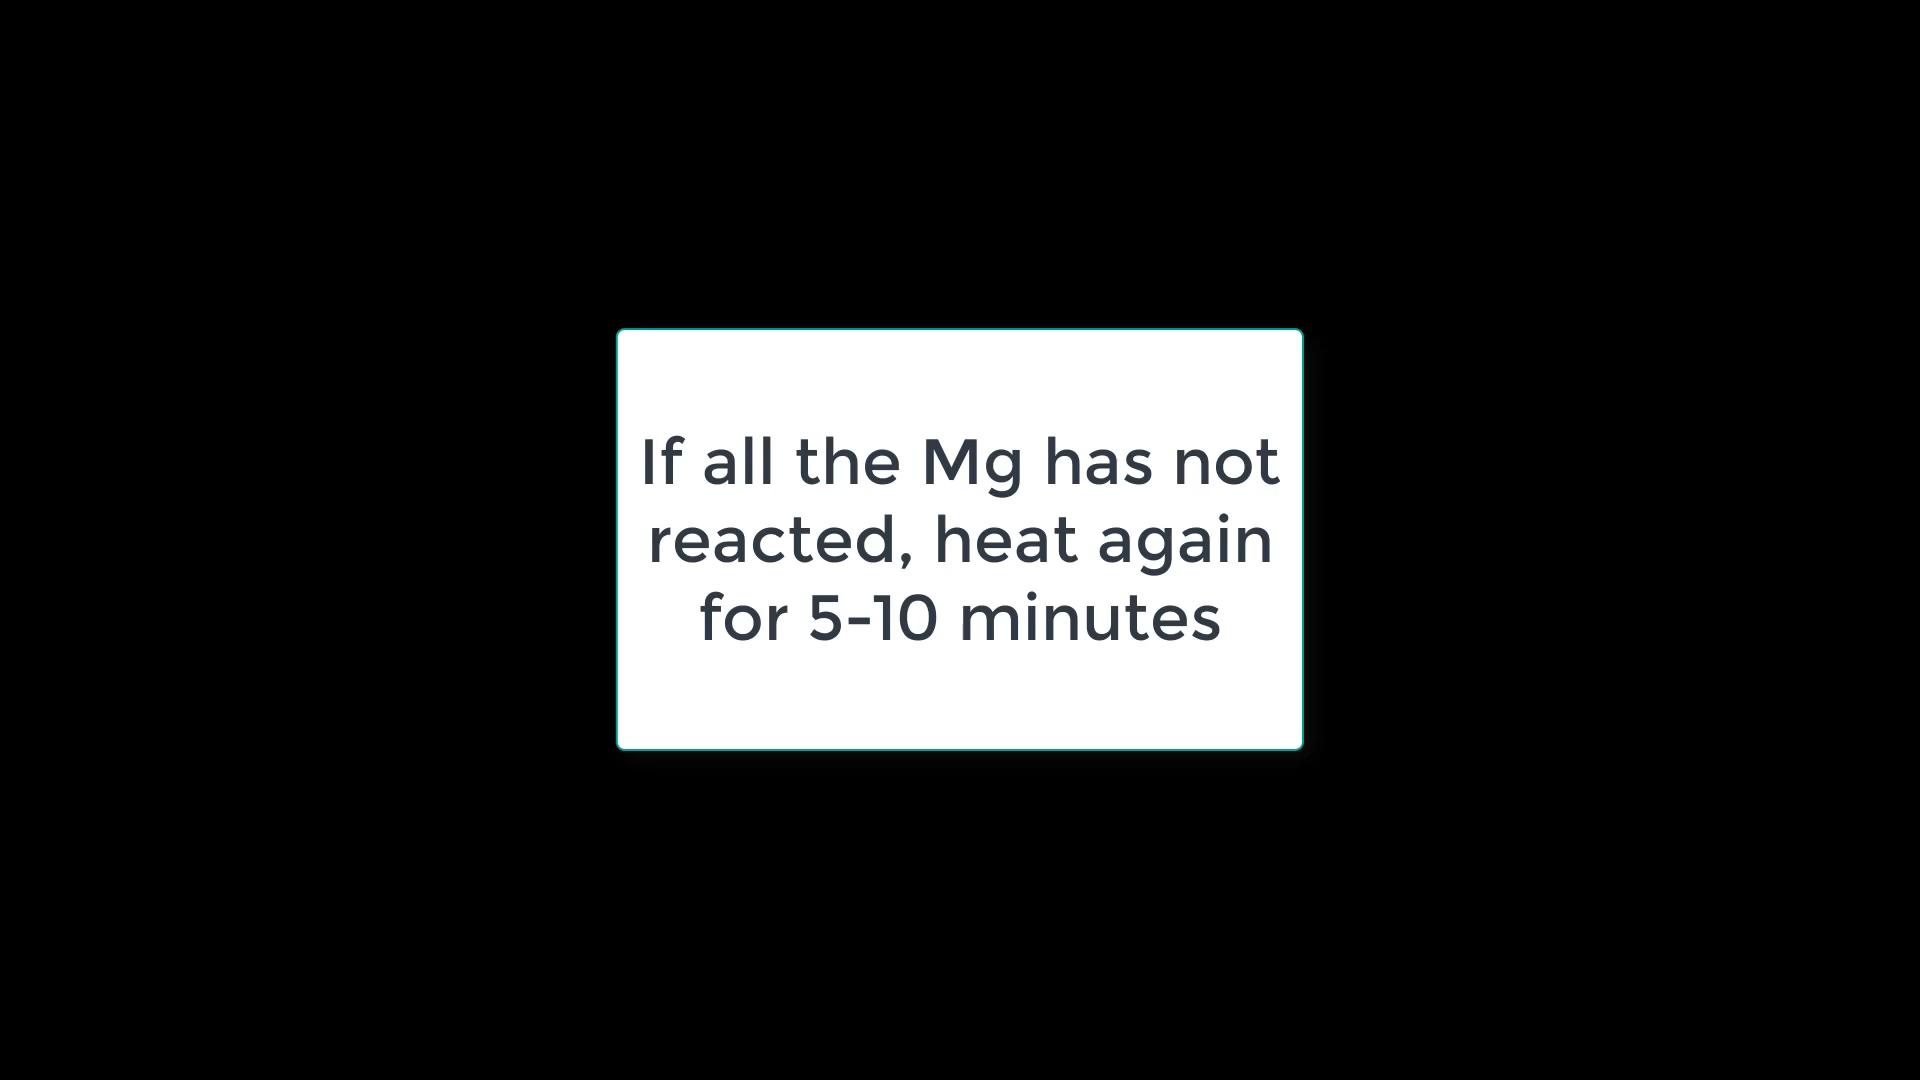 If all the Mg has not
reacted, heat again
for 5-10 minutes